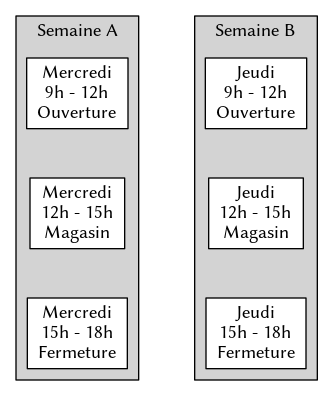 Semaine A
Mercredi
9h - 12h
Ouverture
Mercredi
12h - 15h
Magasin
Mercredi
15h - 18h
Fermeture
Semaine B
Jeudi
9h - 12h
Ouverture
Jeudi
12h - 15h
Magasin
Jeudi
15h - 18h
Fermeture